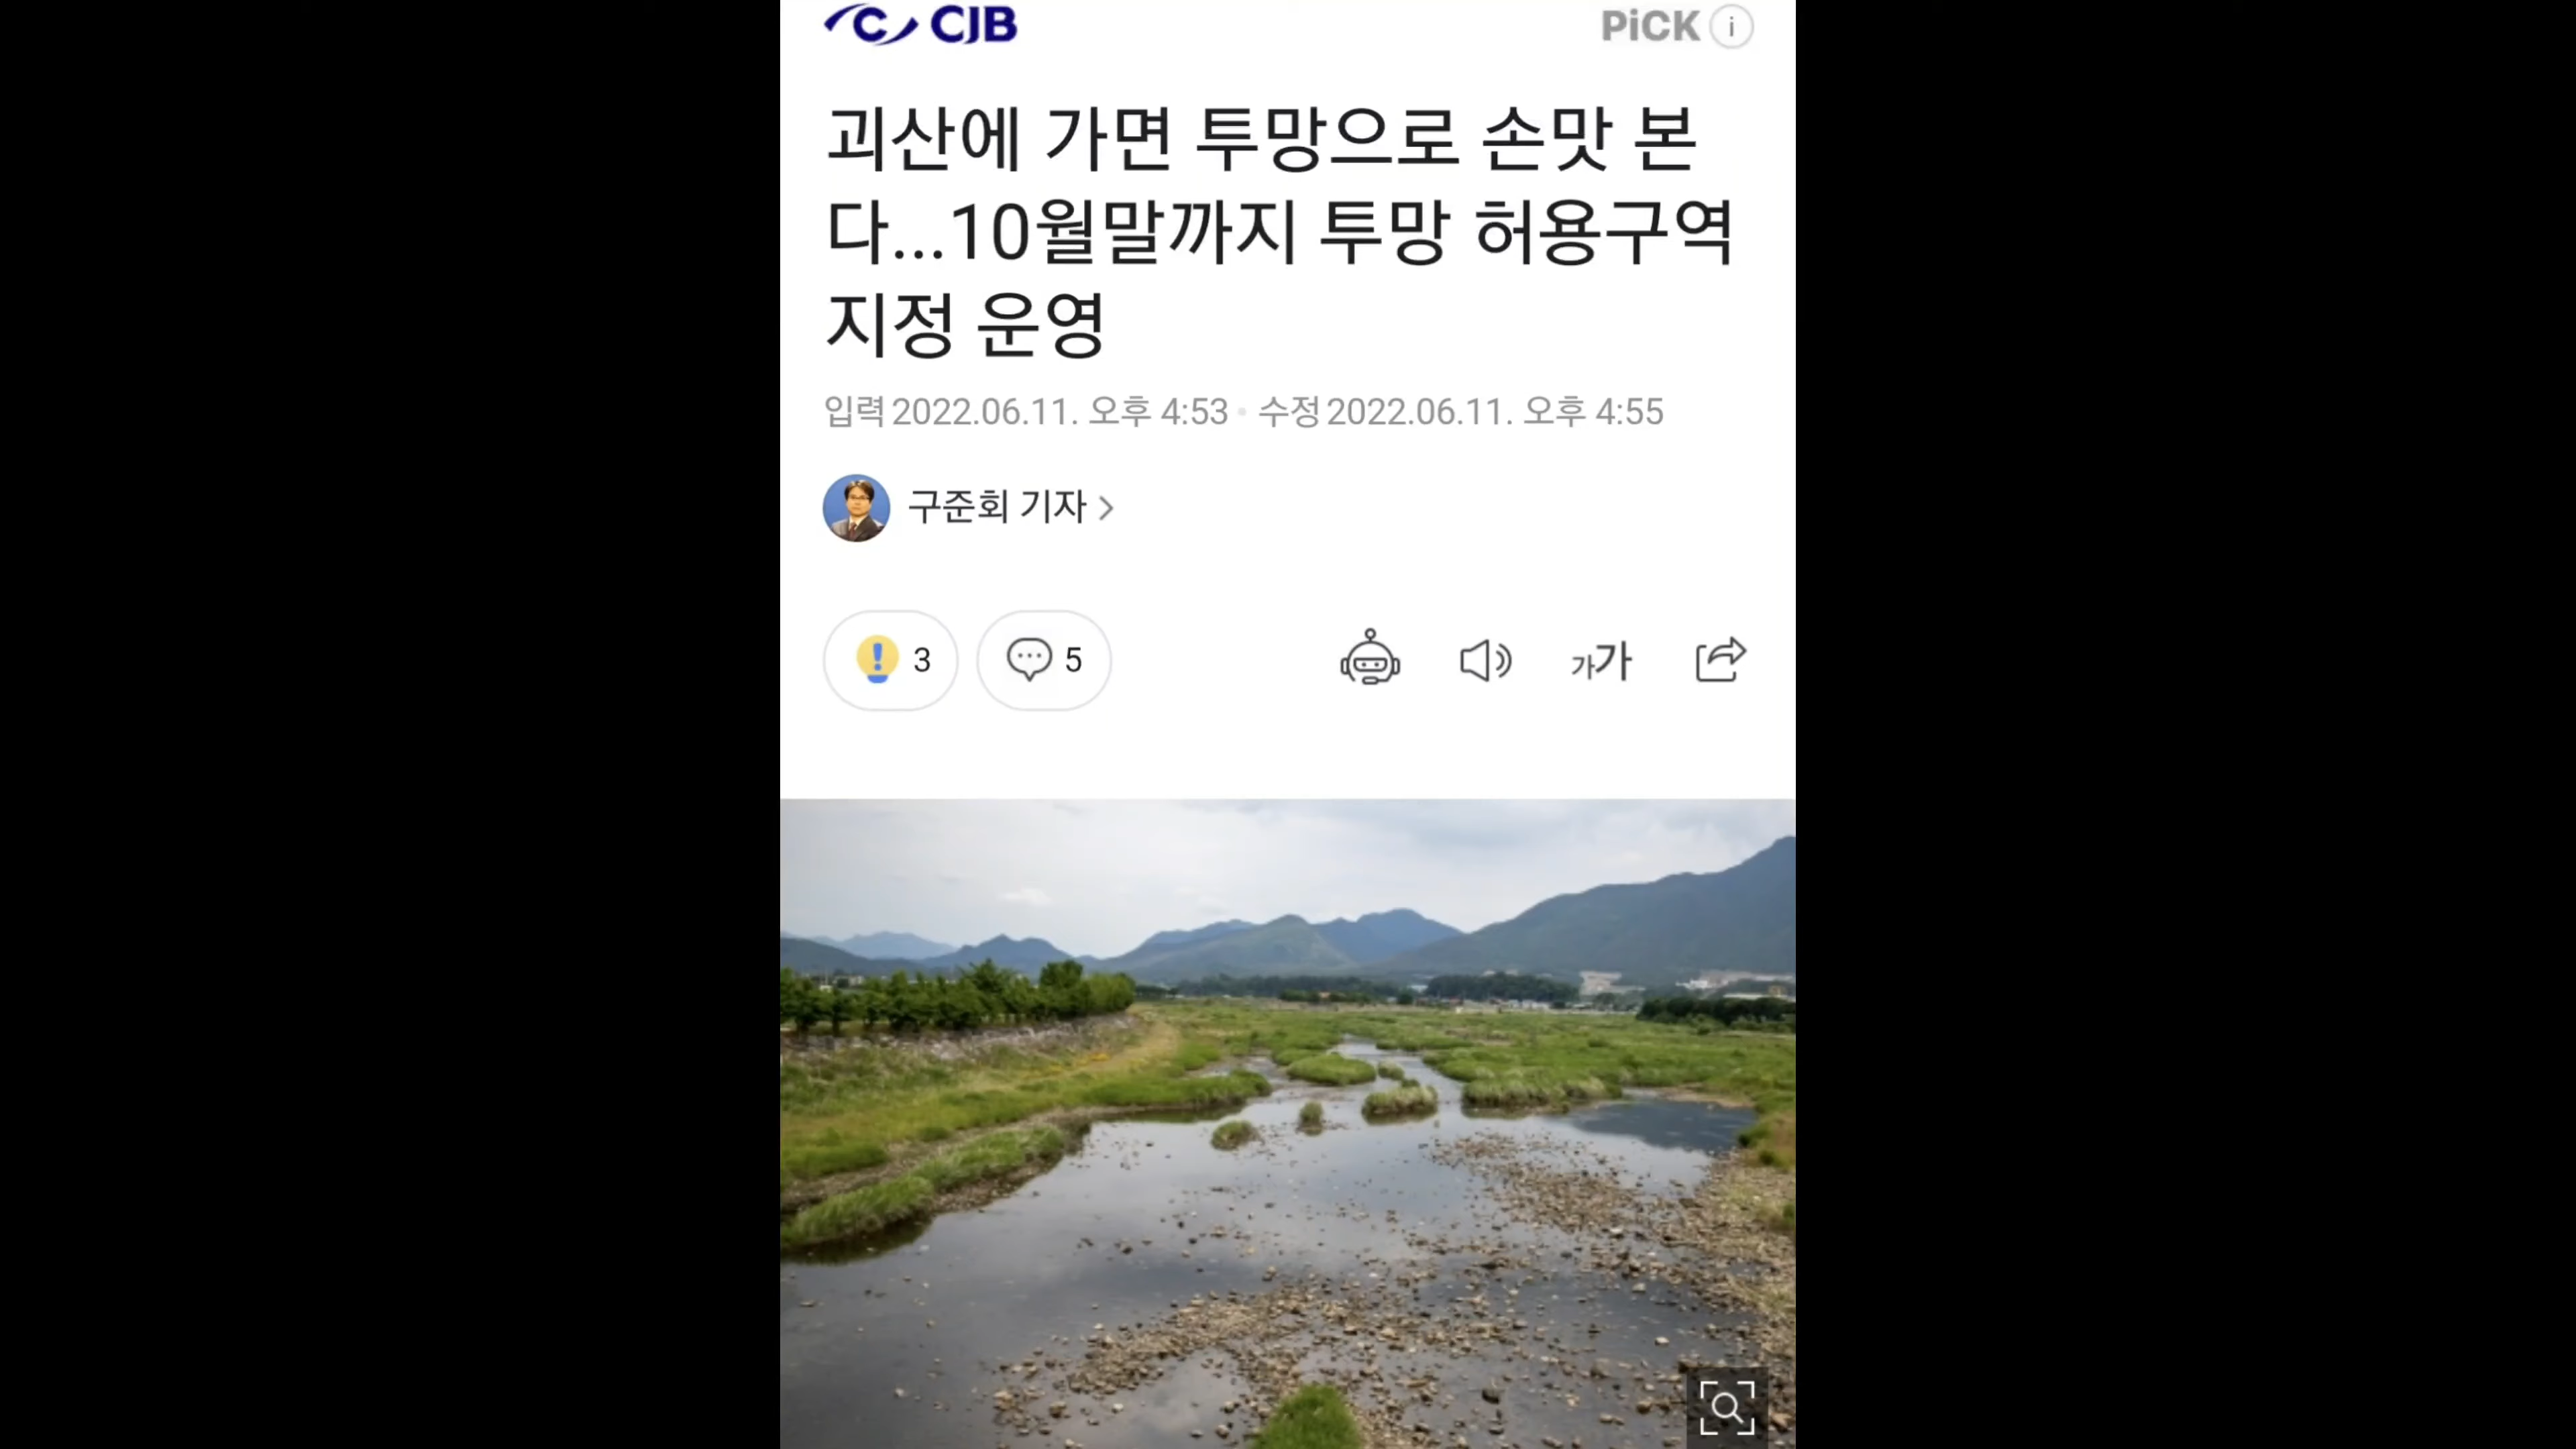 CJB
PiCK i
괴산에 가면 투망으로 손맛 본
다...10월말까지 투망 허용구역
지정 운영
입력 2022.06.11. 오후 4:53 • 수정 2022.06.11. 오후 4:55
구준회 기자 >
3 5 가가